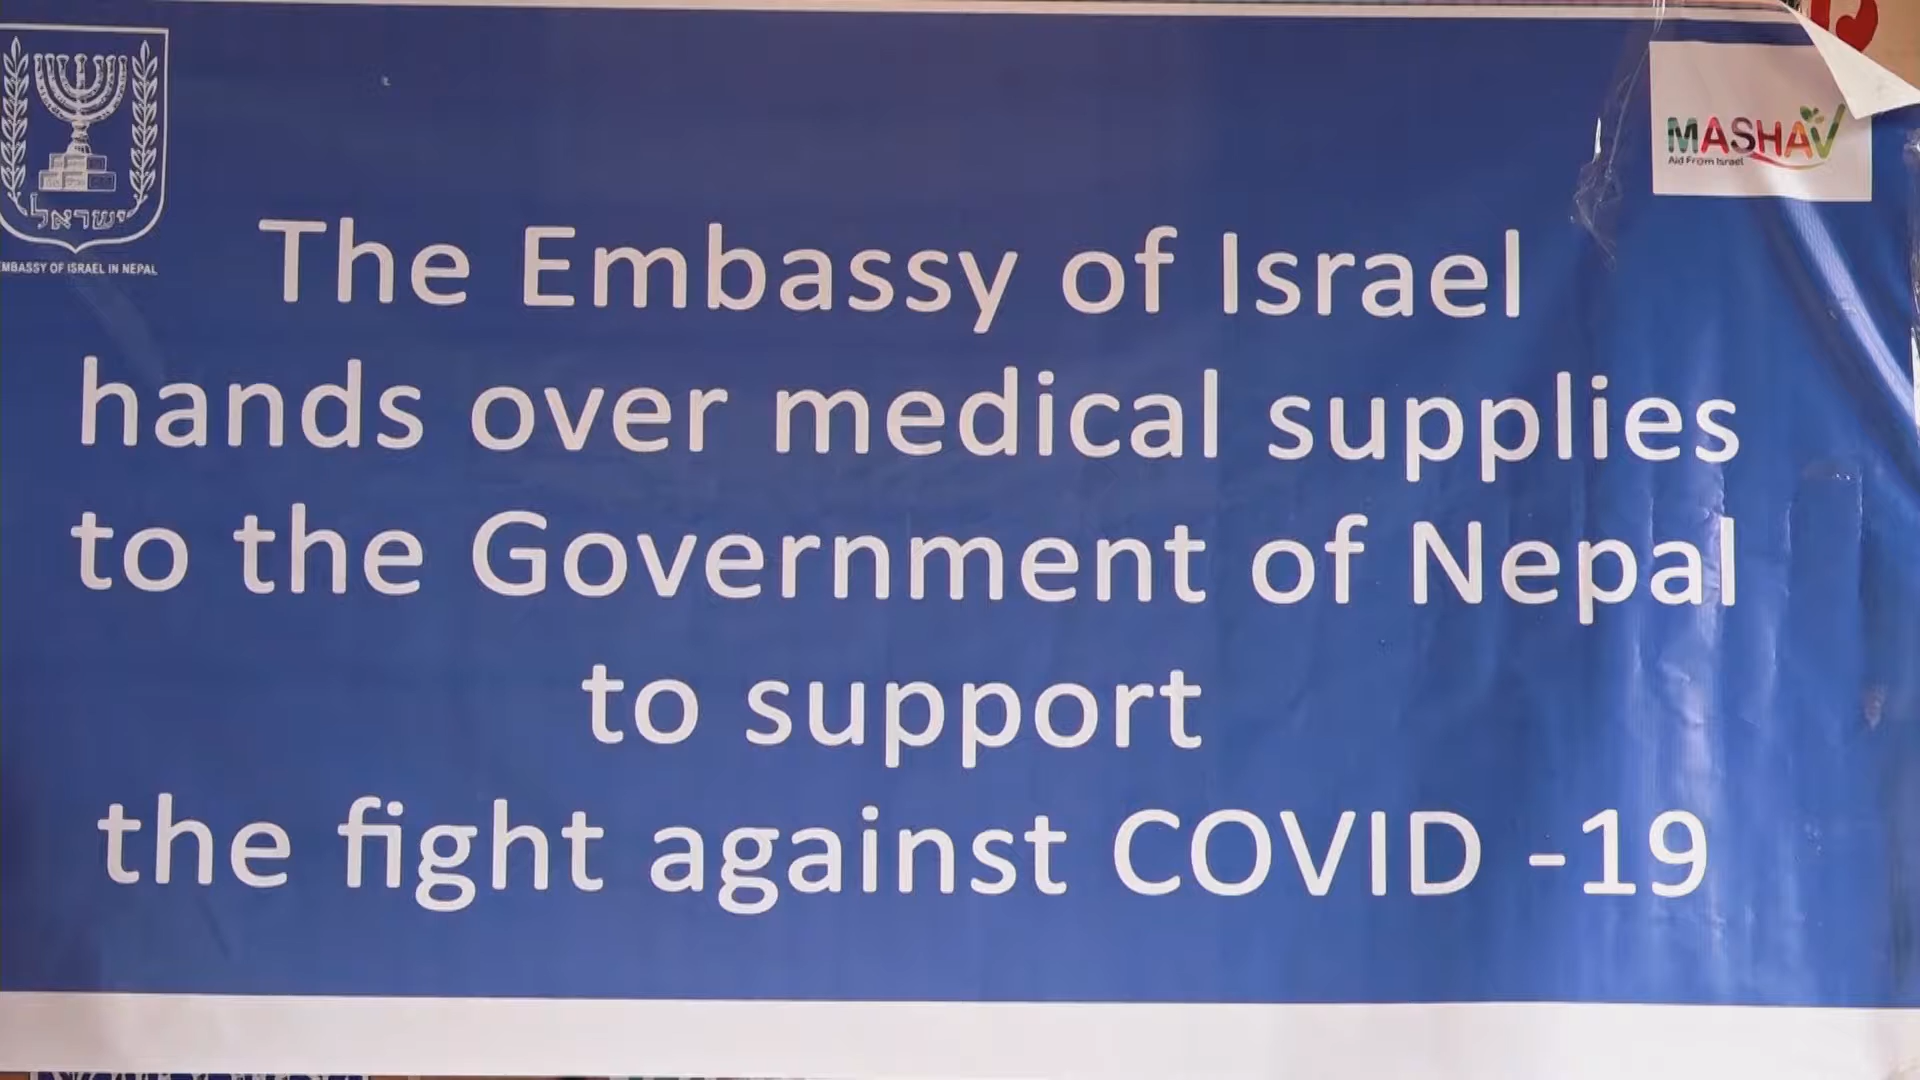 ישראל
EMBASSY OF ISRAEL IN NEPAL
MASHAV
Aid From Israel
The Embassy of Israel
hands over medical supplies
to the Government of Nepal
to support
the fight against COVID -19